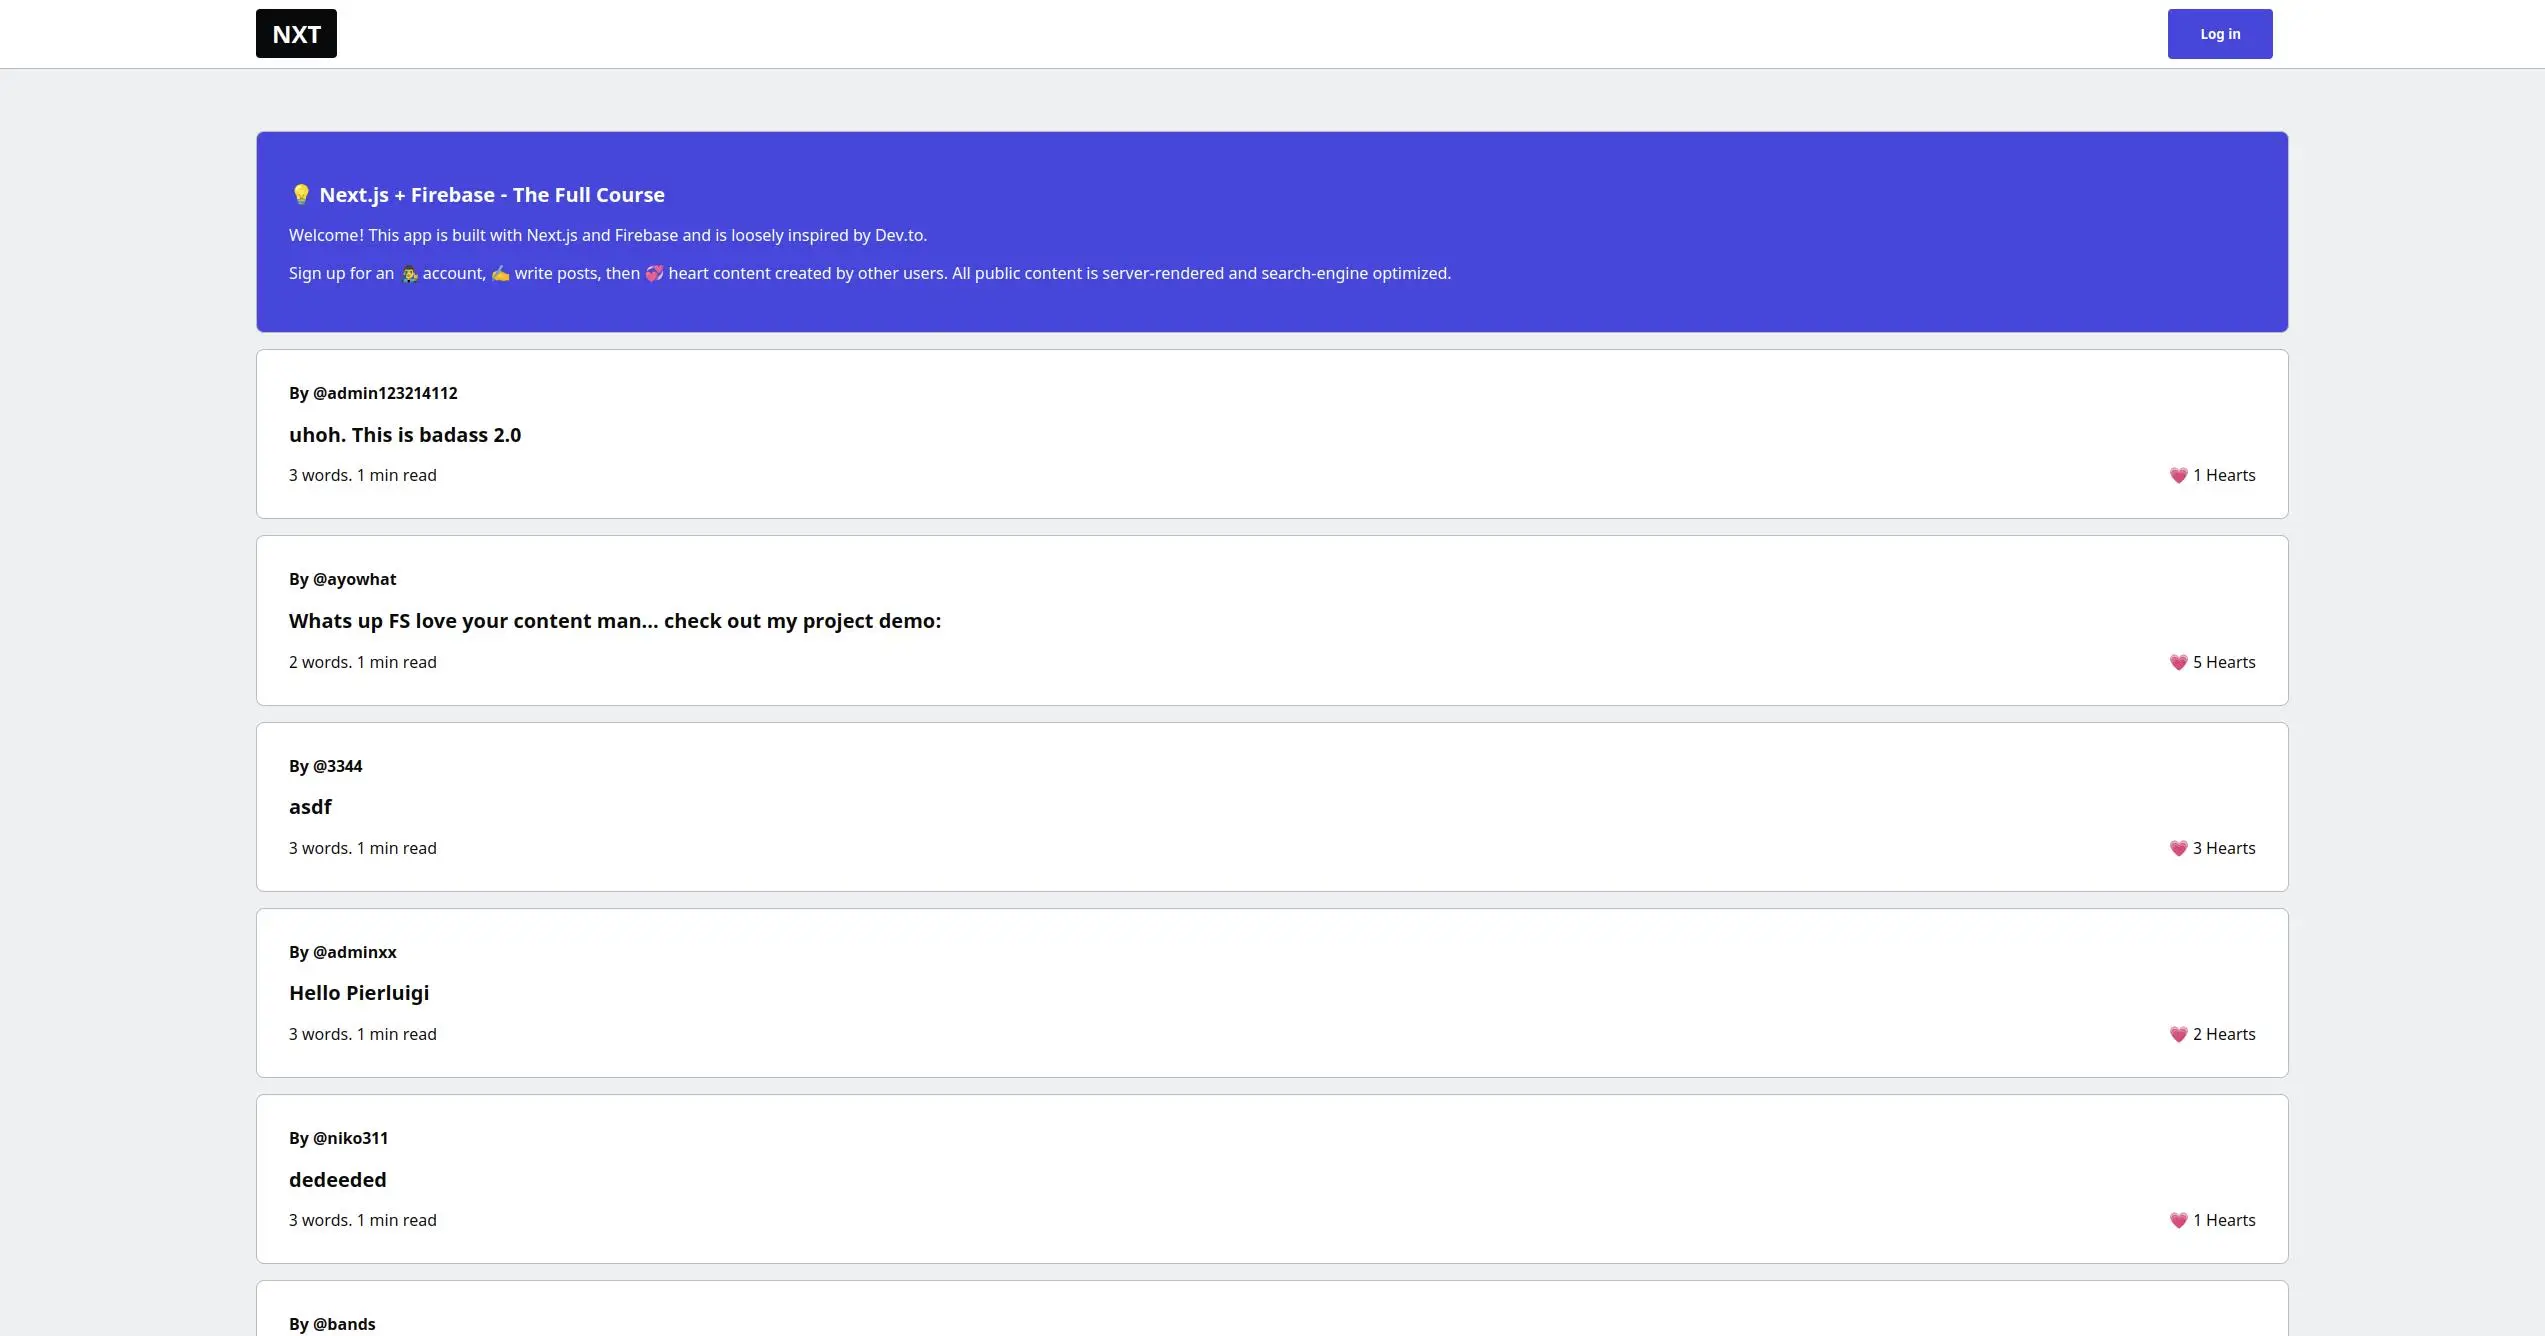 NXT
Log in
💡 Next.js + Firebase - The Full Course
Welcome! This app is built with Next.js and Firebase and is loosely inspired by Dev.to.
Sign up for an 👨‍🎤 account, ✍️ write posts, then 💞 heart content created by other users. All public content is server-rendered and search-engine optimized.
By @admin123214112
uhoh. This is badass 2.0
3 words. 1 min read
💗 1 Hearts
By @ayowhat
Whats up FS love your content man... check out my project demo:
2 words. 1 min read
💗 5 Hearts
By @3344
asdf
3 words. 1 min read
💗 3 Hearts
By @adminxx
Hello Pierluigi
3 words. 1 min read
💗 2 Hearts
By @niko311
dedeeded
3 words. 1 min read
💗 1 Hearts
By @bands